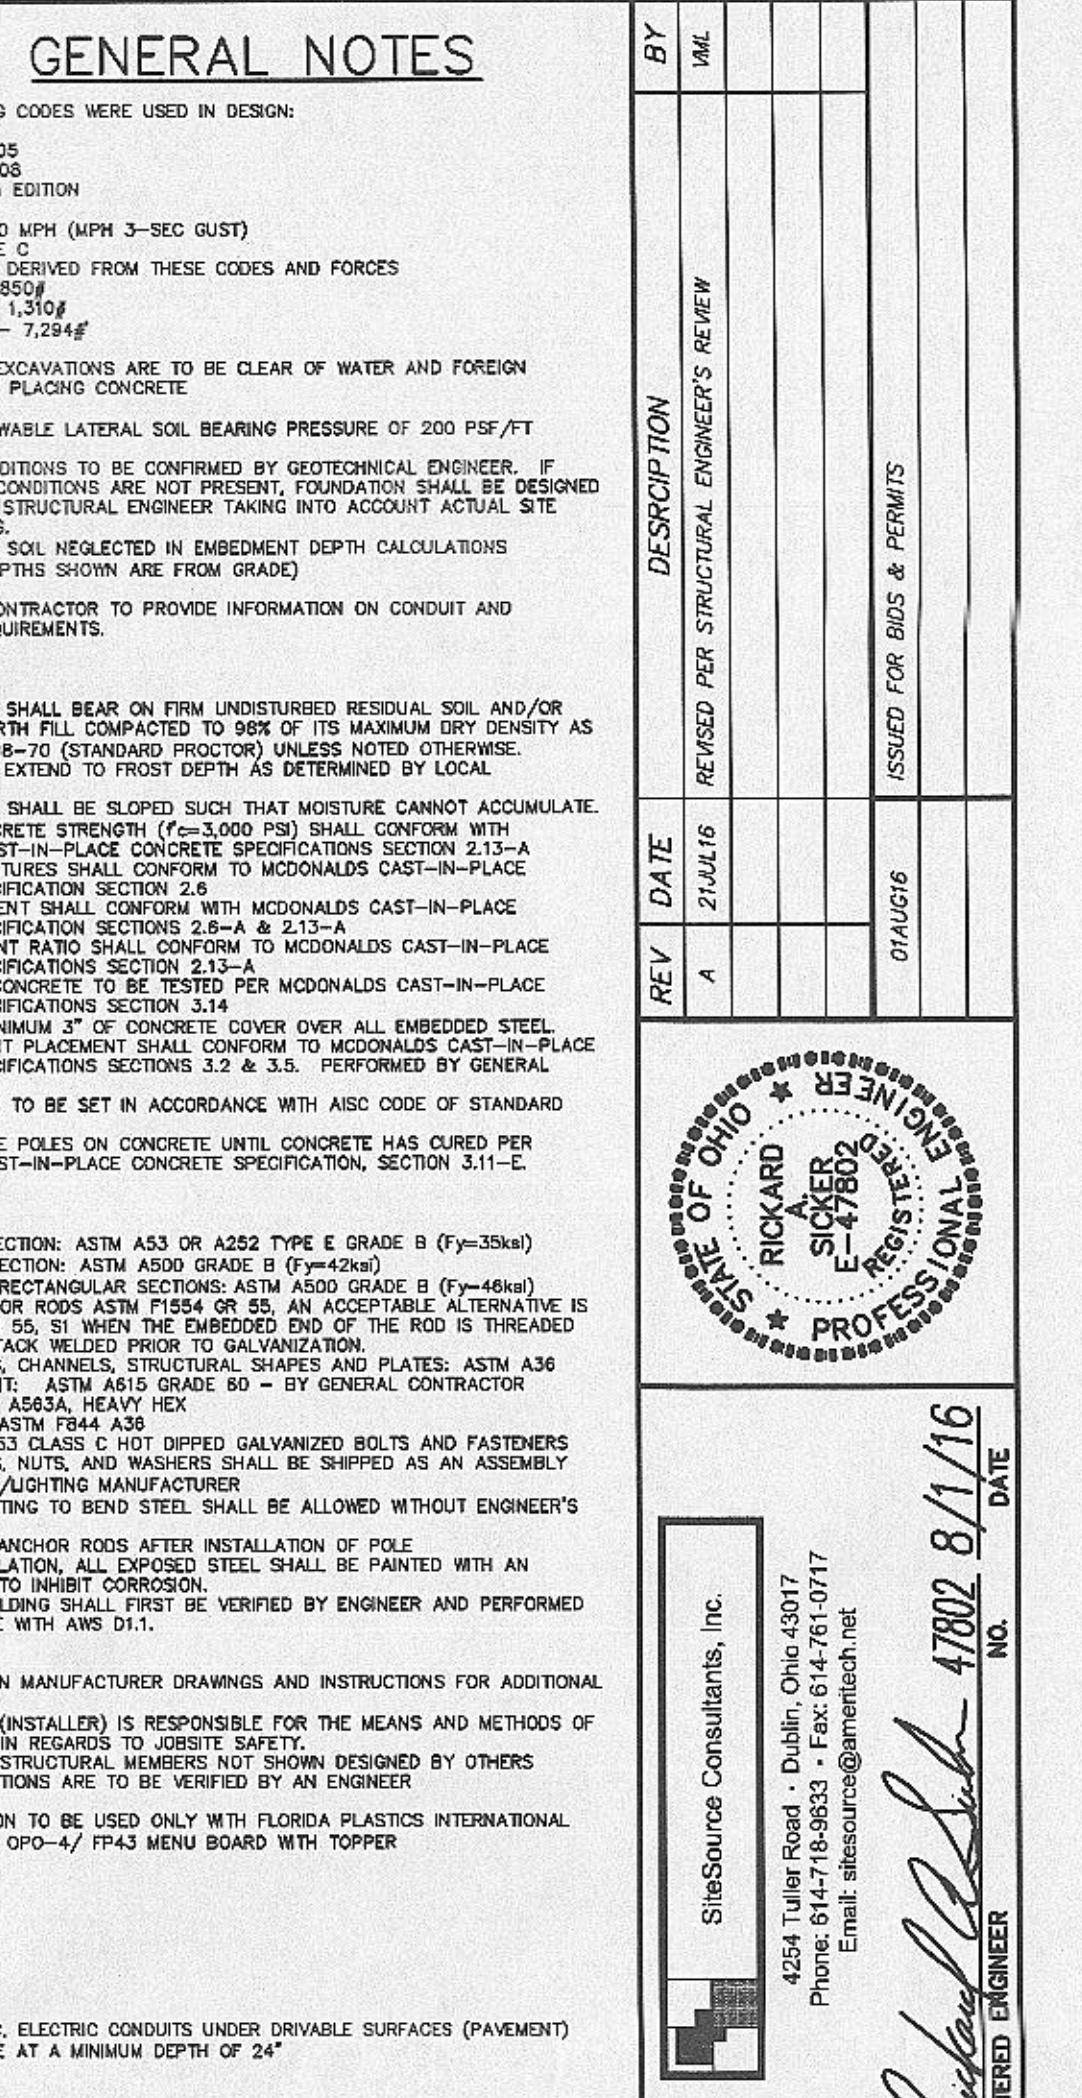 GENERAL NOTES
CODES WERE USED IN DESIGN:
05
08
EDITION
0 MPH (MPH 3-SEC GUST)
E C
DERIVED FROM THESE CODES AND FORCES
850#
1,310#
- 7,294#'
EXCAVATIONS ARE TO BE CLEAR OF WATER AND FOREIGN
PLACING CONCRETE
WABLE LATERAL SOIL BEARING PRESSURE OF 200 PSF/FT
DITIONS TO BE CONFIRMED BY GEOTECHNICAL ENGINEER. IF
CONDITIONS ARE NOT PRESENT, FOUNDATION SHALL BE DESIGNED
STRUCTURAL ENGINEER TAKING INTO ACCOUNT ACTUAL SITE
S.
SOIL NEGLECTED IN EMBEDMENT DEPTH CALCULATIONS
PTHS SHOWN ARE FROM GRADE)
ONTRACTOR TO PROVIDE INFORMATION ON CONDUIT AND
QUIREMENTS.
SHALL BEAR ON FIRM UNDISTURBED RESIDUAL SOIL AND/OR
RTH FILL COMPACTED TO 98% OF ITS MAXIMUM DRY DENSITY AS
8-70 (STANDARD PROCTOR) UNLESS NOTED OTHERWISE.
EXTEND TO FROST DEPTH AS DETERMINED BY LOCAL
SHALL BE SLOPED SUCH THAT MOISTURE CANNOT ACCUMULATE.
CRETE STRENGTH (f'c=3,000 PSI) SHALL CONFORM WITH
ST-IN-PLACE CONCRETE SPECIFICATIONS SECTION 2.13-A
TURES SHALL CONFORM TO MCDONALDS CAST-IN-PLACE
CIFICATION SECTION 2.6
ENT SHALL CONFORM WITH MCDONALDS CAST-IN-PLACE
CIFICATION SECTIONS 2.6-A & 2.13-A
NT RATIO SHALL CONFORM TO MCDONALDS CAST-IN-PLACE
CIFICATIONS SECTION 2.13-A
CONCRETE TO BE TESTED PER MCDONALDS CAST-IN-PLACE
CIFICATIONS SECTION 3.14
NIMUM 3" OF CONCRETE COVER OVER ALL EMBEDDED STEEL.
T PLACEMENT SHALL CONFORM TO MCDONALDS CAST-IN-PLACE
CIFICATIONS SECTIONS 3.2 & 3.5. PERFORMED BY GENERAL
TO BE SET IN ACCORDANCE WITH AISC CODE OF STANDARD
E POLES ON CONCRETE UNTIL CONCRETE HAS CURED PER
ST-IN-PLACE CONCRETE SPECIFICATION, SECTION 3.11-E.
ECTION: ASTM A53 OR A252 TYPE E GRADE B (Fy=35ksi)
ECTION: ASTM A500 GRADE B (Fy=42ksi)
RECTANGULAR SECTIONS: ASTM A500 GRADE B (Fy=46ksi)
OR RODS ASTM F1554 GR 55, AN ACCEPTABLE ALTERNATIVE IS
55, S1 WHEN THE EMBEDDED END OF THE ROD IS THREADED
TACK WELDED PRIOR TO GALVANIZATION.
S, CHANNELS, STRUCTURAL SHAPES AND PLATES: ASTM A36
T: ASTM A615 GRADE 60 - BY GENERAL CONTRACTOR
A563A, HEAVY HEX
ASTM F844 A36
53 CLASS C HOT DIPPED GALVANIZED BOLTS AND FASTENERS
S, NUTS, AND WASHERS SHALL BE SHIPPED AS AN ASSEMBLY
/LIGHTING MANUFACTURER
TING TO BEND STEEL SHALL BE ALLOWED WITHOUT ENGINEER'S
ANCHOR RODS AFTER INSTALLATION OF POLE
LATION, ALL EXPOSED STEEL SHALL BE PAINTED WITH AN
TO INHIBIT CORROSION.
LDING SHALL FIRST BE VERIFIED BY ENGINEER AND PERFORMED
E WITH AWS D1.1.
N MANUFACTURER DRAWINGS AND INSTRUCTIONS FOR ADDITIONAL
(INSTALLER) IS RESPONSIBLE FOR THE MEANS AND METHODS OF
IN REGARDS TO JOBSITE SAFETY.
STRUCTURAL MEMBERS NOT SHOWN DESIGNED BY OTHERS
TIONS ARE TO BE VERIFIED BY AN ENGINEER
ON TO BE USED ONLY WITH FLORIDA PLASTICS INTERNATIONAL
OPO-4/ FP43 MENU BOARD WITH TOPPER
ELECTRIC CONDUITS UNDER DRIVABLE SURFACES (PAVEMENT)
E AT A MINIMUM DEPTH OF 24"
REV DATE DESRCIPTION BY
A 21JUL16 REVISED PER STRUCTURAL ENGINEER'S REVIEW VML
01AUG16 ISSUED FOR BIDS & PERMITS
STATE OF OHIO
RICKARD
A.
SICKER
E-47802
REGISTERED
PROFESSIONAL ENGINEER
SiteSource Consultants, Inc.
4254 Tuller Road · Dublin, Ohio 43017
Phone: 614-718-9633 · Fax: 614-761-0717
Email: sitesource@ameritech.net
Rickard A Sicker 47802 8/1/16
TERED ENGINEER NO. DATE